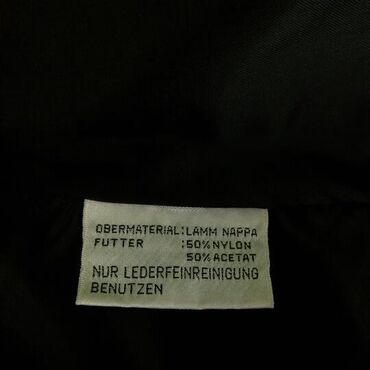 OBERMATERIAL:LAMM NAPPA
FUTTER :50% NYLON
50% ACETAT
NUR LEDERFEINREINIGUNG
BENUTZEN